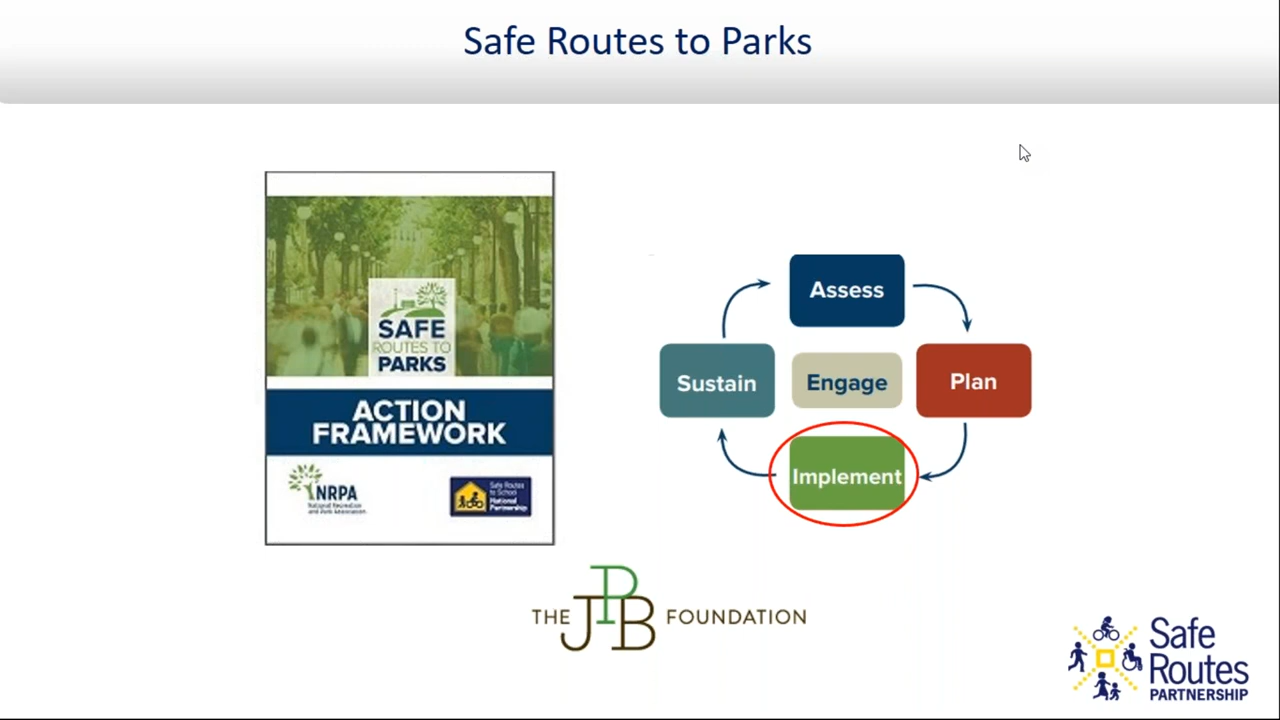 Safe Routes to Parks
SAFE
ROUTES TO
PARKS
ACTION
FRAMEWORK
NRPA
National Recreation
and Park Association
Safe Routes
to School
National
Partnership
Assess
Sustain
Engage
Plan
Implement
THE JPB FOUNDATION
Safe
Routes
PARTNERSHIP